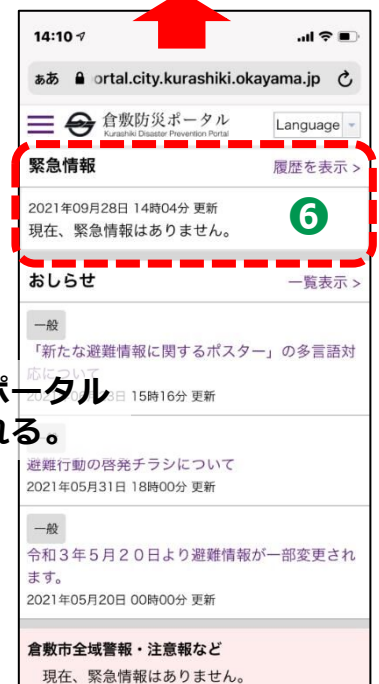 14:10
ああ ortal.city.kurashiki.okayama.jp
倉敷防災ポータル
Kurashiki Disaster Prevention Portal
Language
緊急情報 履歴を表示 >
2021年09月28日 14時04分 更新
現在、緊急情報はありません。
6
おしらせ 一覧表示 >
一般
「新たな避難情報に関するポスター」の多言語対
応について
ポータル
15時16分 更新
れる。
避難行動の啓発チラシについて
2021年05月31日 18時00分 更新
一般
令和３年５月２０日より避難情報が一部変更され
ます。
2021年05月20日 00時00分 更新
倉敷市全域警報・注意報など
現在、緊急情報はありません。